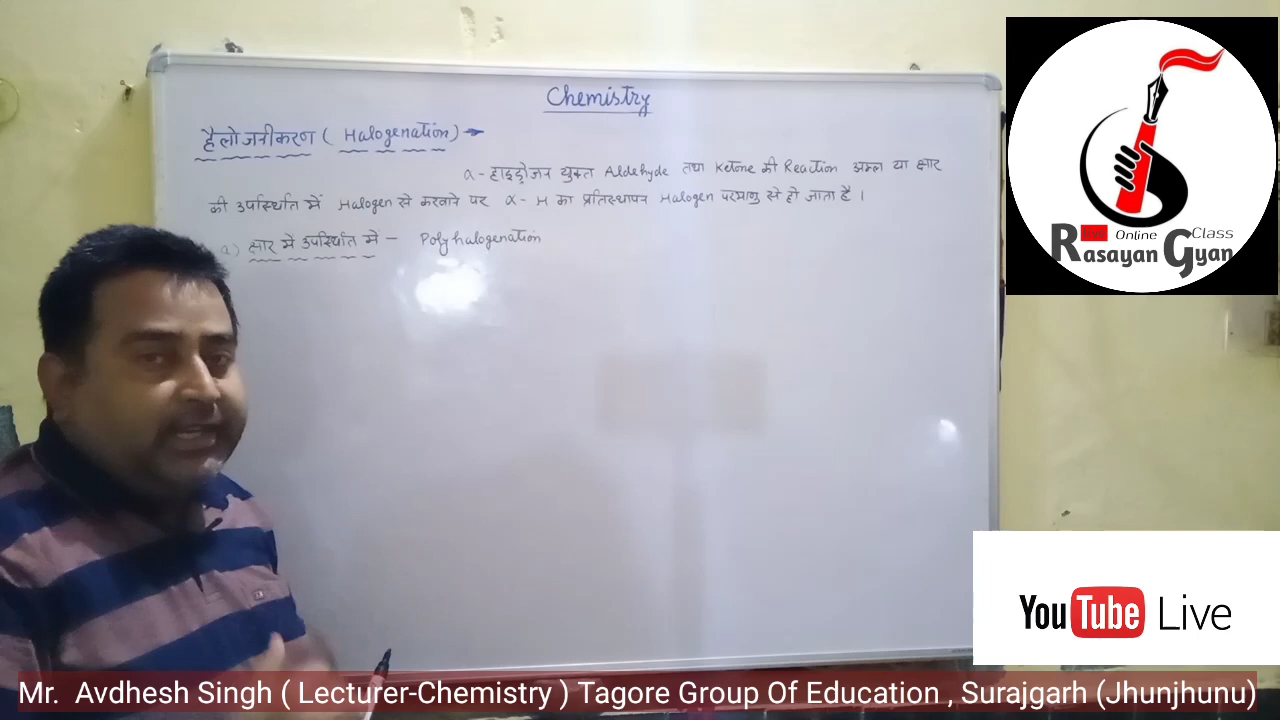 Chemistry
हैलोजनीकरण ( Halogenation) →
α- हाइड्रोजन युक्त Aldehyde तथा Ketone की Reaction अम्ल या क्षार
की उपस्थिति में Halogen से करवाने पर α - H का प्रतिस्थापन Halogen परमाणु से हो जाता है ।
a) क्षार में उपस्थित में - Polyhalogenation
live Online Class
Rasayan Gyan
YouTube Live
Mr. Avdhesh Singh ( Lecturer-Chemistry ) Tagore Group Of Education , Surajgarh (Jhunjhunu)